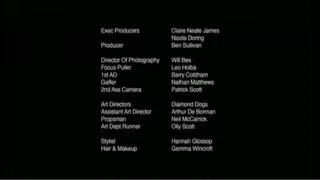 Exec Producers Claire Neate James
Nicola Doring
Producer Ben Sullivan
Director Of Photography Will Bex
Focus Puller Leo Holba
1st AD Barry Coldham
Gaffer Nathan Matthews
2nd Ass Camera Patrick Scott
Art Directors Diamond Dogs
Assistant Art Director Arthur De Borman
Propsman Neil McCarrick
Art Dept Runner Olly Scott
Stylist Hannah Glossop
Hair & Makeup Gemma Wincroft